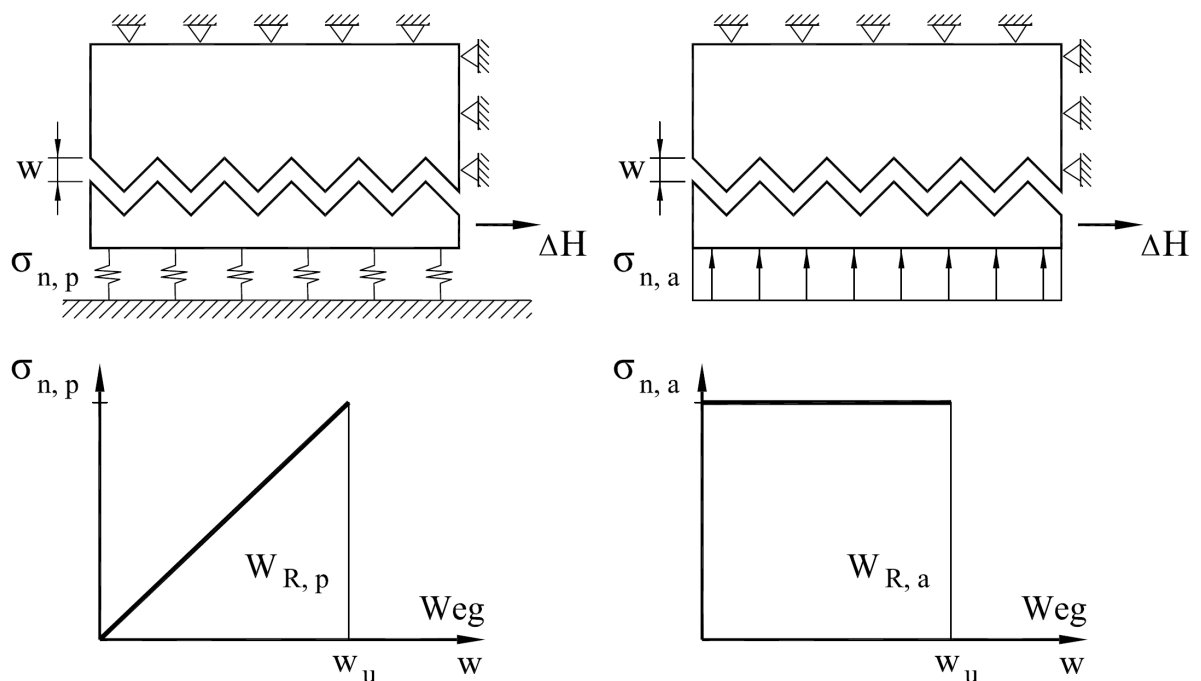 w
ΔH
σn, p
w
ΔH
σn, a
σn, p
WR, p
Weg
wu
w
σn, a
WR, a
Weg
wu
w